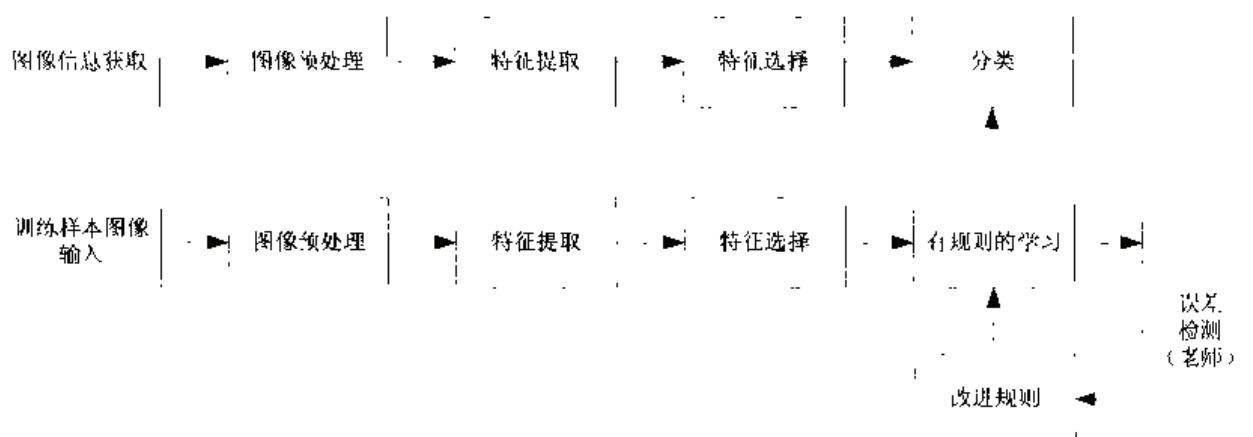 图像信息获取
图像预处理
特征提取
特征选择
分类
训练样本图像
输入
图像预处理
特征提取
特征选择
有规则的学习
误差
检测
（老师）
改进规则